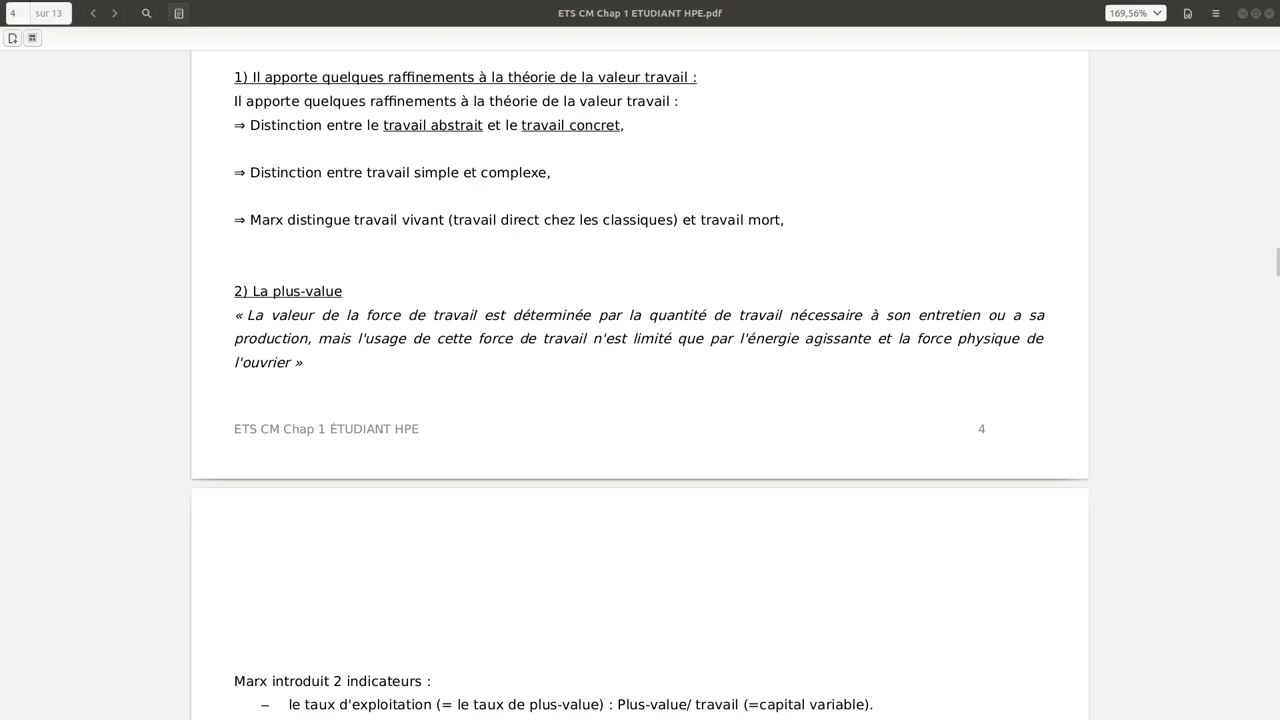 4 sur 13 ETS CM Chap 1 ETUDIANT HPE.pdf 169,56%
1) Il apporte quelques raffinements à la théorie de la valeur travail :
Il apporte quelques raffinements à la théorie de la valeur travail :
⇒ Distinction entre le travail abstrait et le travail concret,
⇒ Distinction entre travail simple et complexe,
⇒ Marx distingue travail vivant (travail direct chez les classiques) et travail mort,
2) La plus-value
« La valeur de la force de travail est déterminée par la quantité de travail nécessaire à son entretien ou a sa
production, mais l'usage de cette force de travail n'est limité que par l'énergie agissante et la force physique de
l'ouvrier »
ETS CM Chap 1 ÉTUDIANT HPE 4
Marx introduit 2 indicateurs :
– le taux d'exploitation (= le taux de plus-value) : Plus-value/ travail (=capital variable).